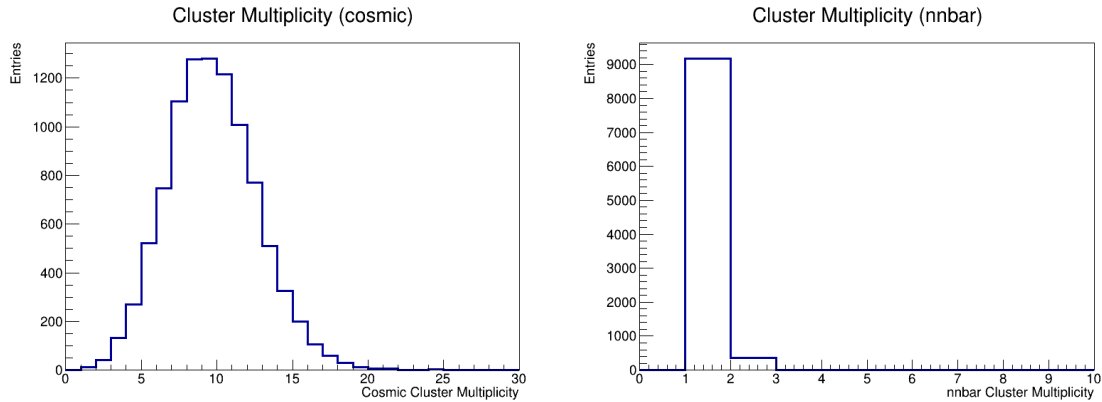 Cluster Multiplicity (cosmic)
Entries
1200
1000
800
600
400
200
0
0 5 10 15 20 25 30
Cosmic Cluster Multiplicity
Cluster Multiplicity (nnbar)
Entries
9000
8000
7000
6000
5000
4000
3000
2000
1000
0
0 1 2 3 4 5 6 7 8 9 10
nnbar Cluster Multiplicity